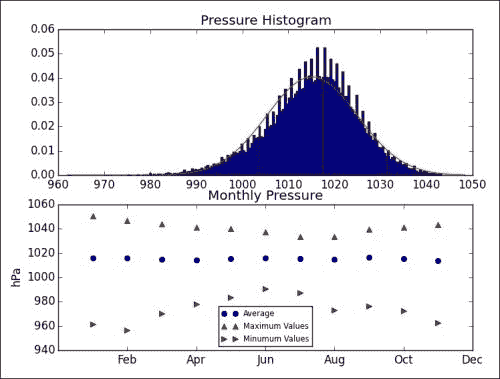 Pressure Histogram
0.06
0.05
0.04
0.03
0.02
0.01
0.00
960 970 980 990 1000 1010 1020 1030 1040 1050
Monthly Pressure
1060
1040
1020
1000
980
960
940
hPa
Average
Maximum Values
Minumum Values
Feb Apr Jun Aug Oct Dec